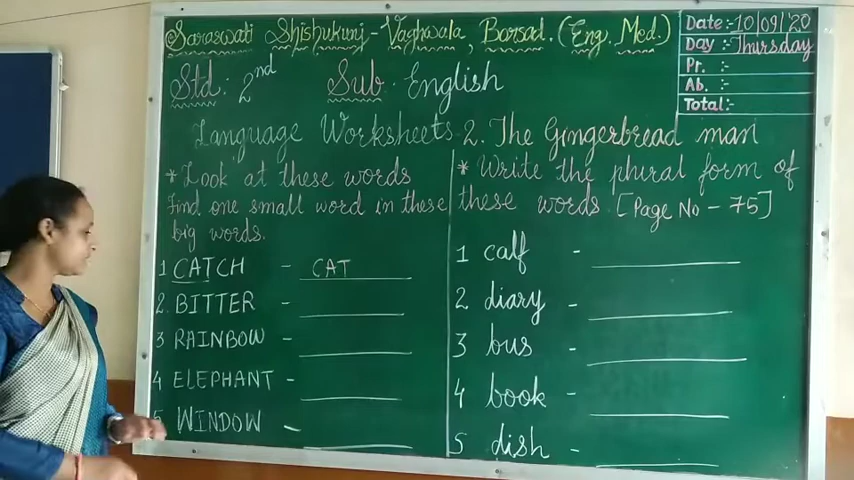 Saraswati Shishukunj - Vaghwala, Borsad. (Eng. Med.)
Date:- 10/09/'20
Day :- Thursday
Pr. :-
Ab. :-
Total:-
Std: 2nd Sub. English
Language Worksheets 2. The Gingerbread man
* Look at these words
find one small word in these
big words.
1 CATCH - CAT
2. BITTER -
3 RAINBOW -
4 ELEPHANT -
5 WINDOW -
* Write the phural form of
these words. [Page No - 75]
1 calf -
2 diary -
3 bus -
4 book -
5 dish -